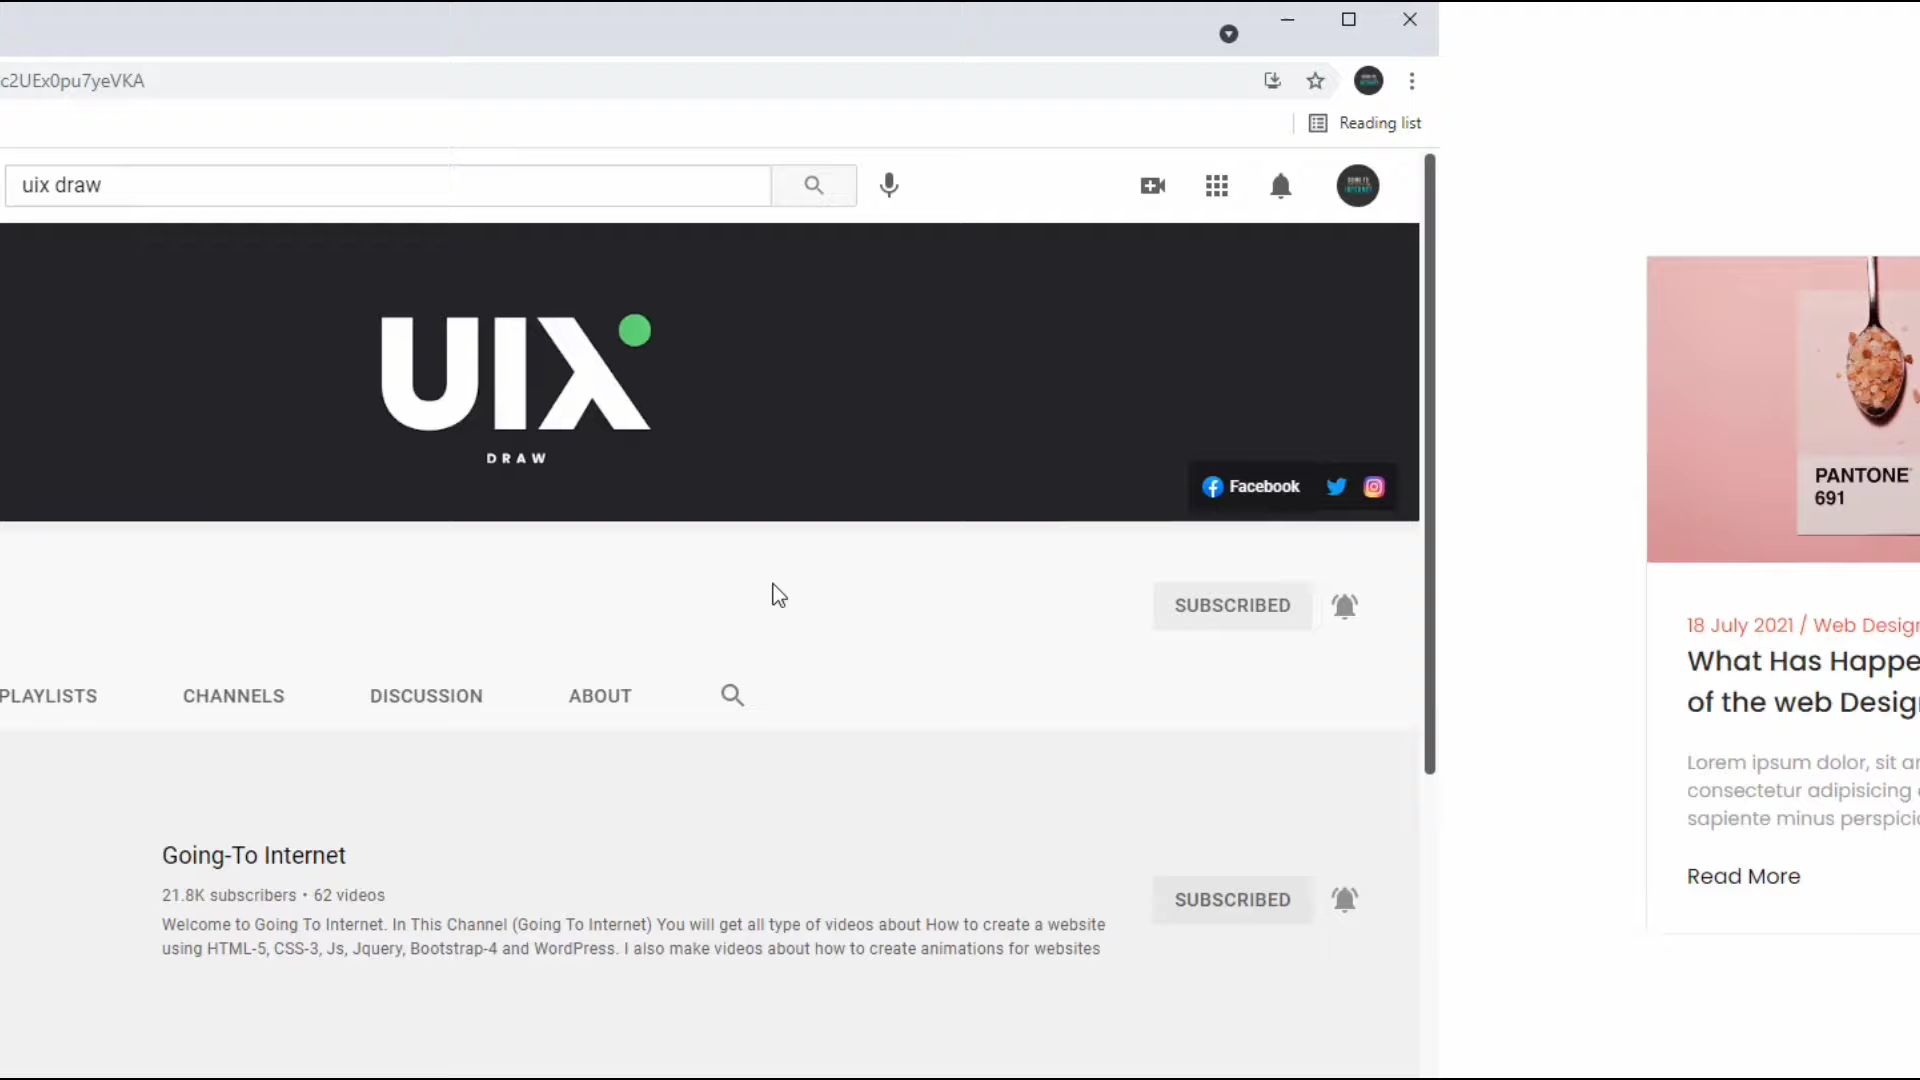 c2UEx0pu7yeVKA
Reading list
uix draw
UIX
DRAW
Facebook
SUBSCRIBED
PLAYLISTS
CHANNELS
DISCUSSION
ABOUT
Going-To Internet
21.8K subscribers • 62 videos
Welcome to Going To Internet. In This Channel (Going To Internet) You will get all type of videos about How to create a website
using HTML-5, CSS-3, Js, Jquery, Bootstrap-4 and WordPress. I also make videos about how to create animations for websites
SUBSCRIBED
PANTONE
691
18 July 2021 / Web Design
What Has Happe
of the web Desig
Lorem ipsum dolor, sit a
consectetur adipisicing
sapiente minus perspici
Read More